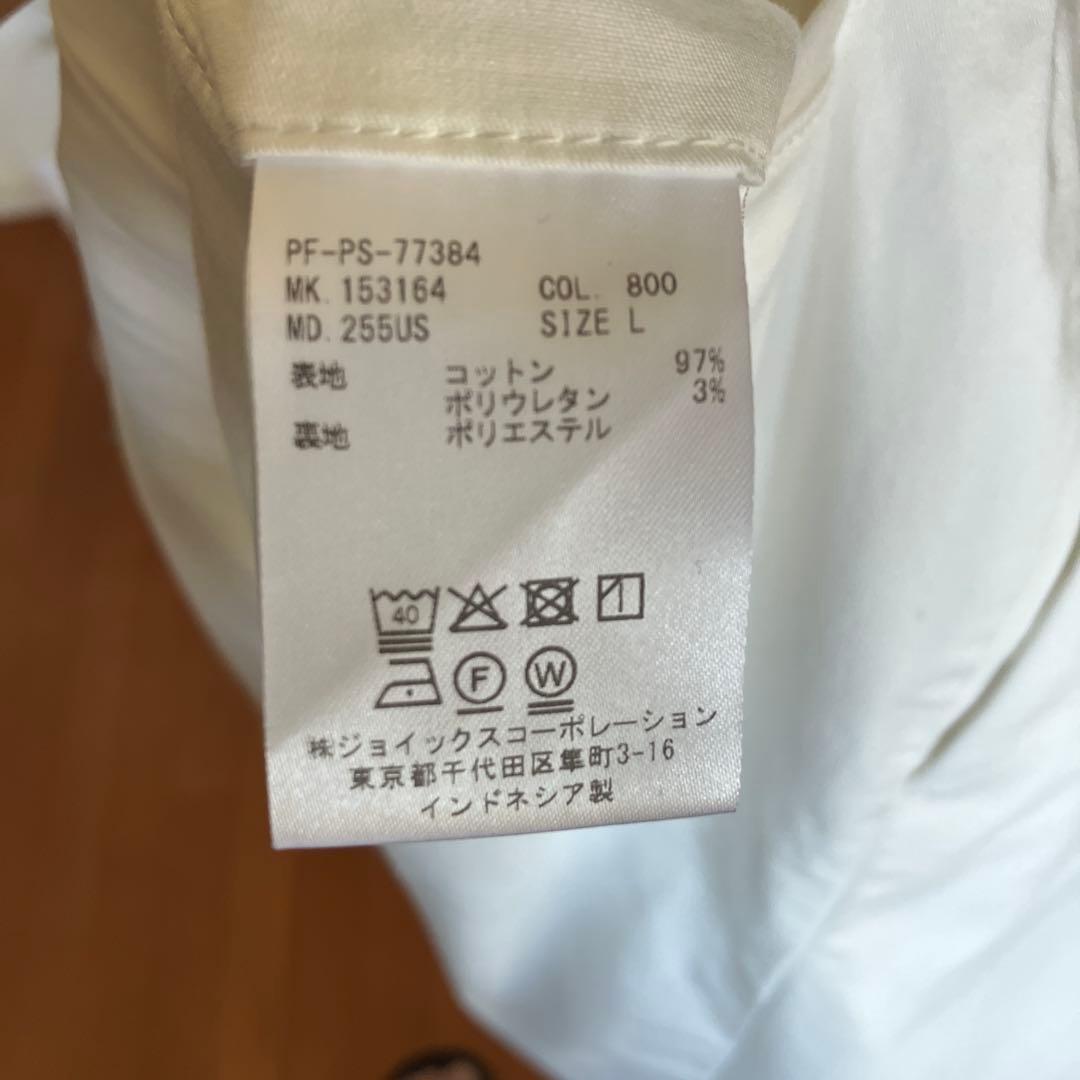 PF-PS-77384
MK. 153164 COL. 800
MD. 255US SIZE L
表地 コットン 97%
ポリウレタン 3%
裏地 ポリエステル
40
F W
㈱ジョイックスコーポレーション
東京都千代田区隼町3-16
インドネシア製